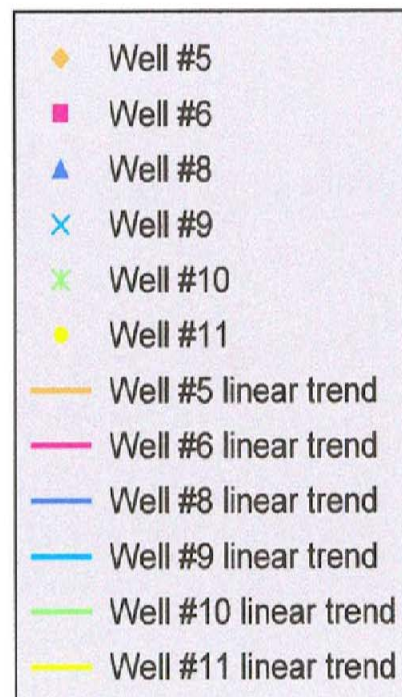 Well #5
Well #6
Well #8
Well #9
Well #10
Well #11
Well #5 linear trend
Well #6 linear trend
Well #8 linear trend
Well #9 linear trend
Well #10 linear trend
Well #11 linear trend